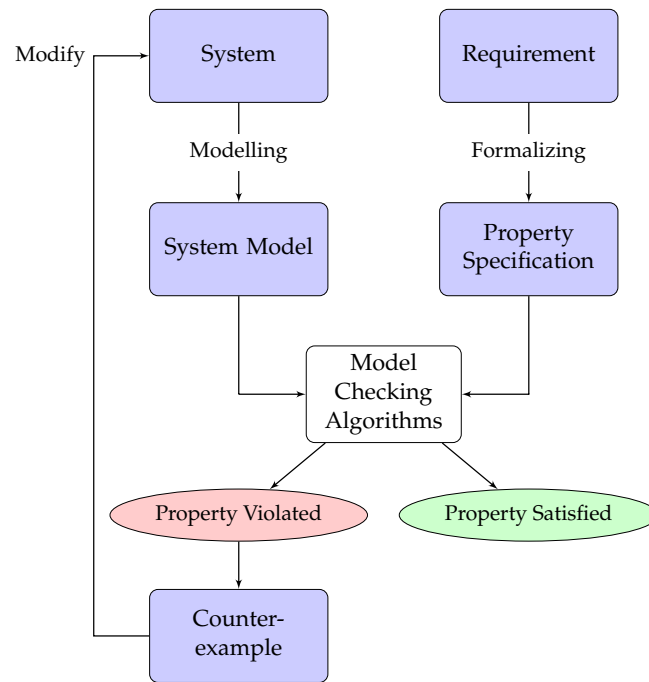 Modify
System
Requirement
Modelling
Formalizing
System Model
Property
Specification
Model
Checking
Algorithms
Property Violated
Property Satisfied
Counter-
example